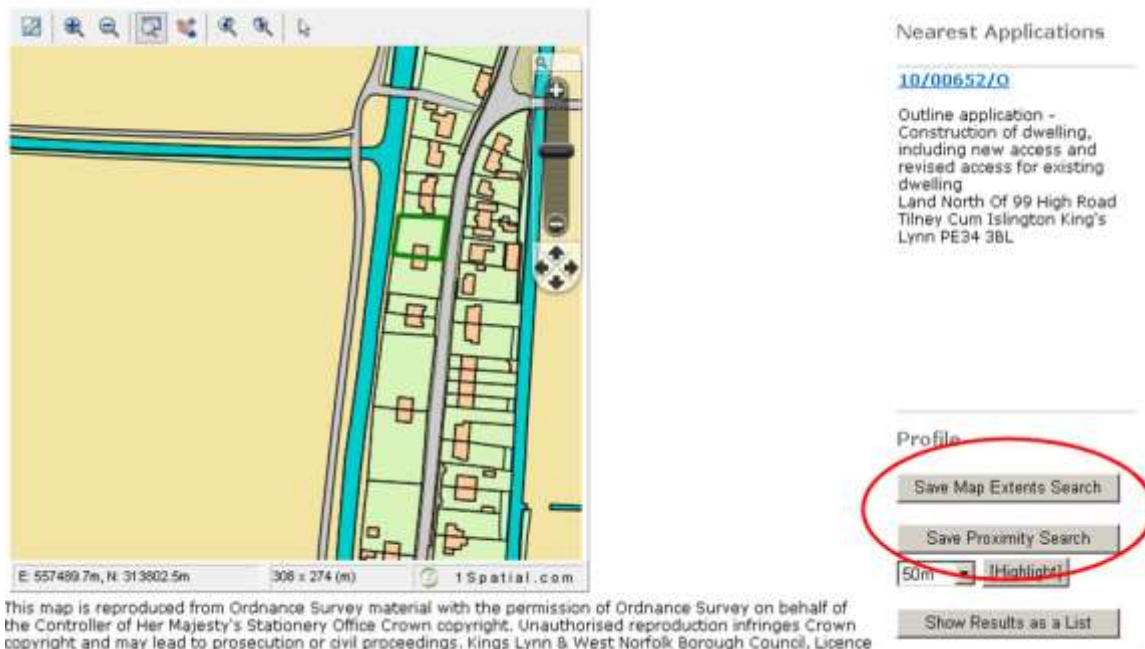 Nearest Applications
10/00652/O
Outline application -
Construction of dwelling,
including new access and
revised access for existing
dwelling
Land North Of 99 High Road
Tilney Cum Islington King's
Lynn PE34 3BL
Profile
Save Map Extents Search
Save Proximity Search
50m [Highlight]
Show Results as a List
E: 557489.7m, N: 313802.5m 308 x 274 (m) 1Spatial.com
This map is reproduced from Ordnance Survey material with the permission of Ordnance Survey on behalf of
the Controller of Her Majesty's Stationery Office Crown copyright. Unauthorised reproduction infringes Crown
copyright and may lead to prosecution or civil proceedings. Kings Lynn & West Norfolk Borough Council, Licence